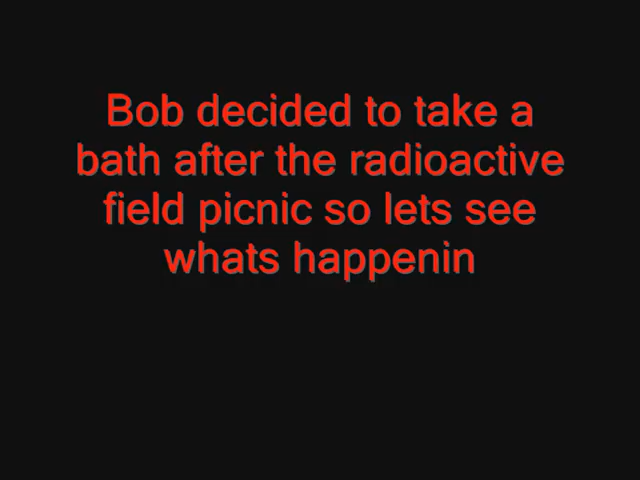 Bob decided to take a
bath after the radioactive
field picnic so lets see
whats happenin